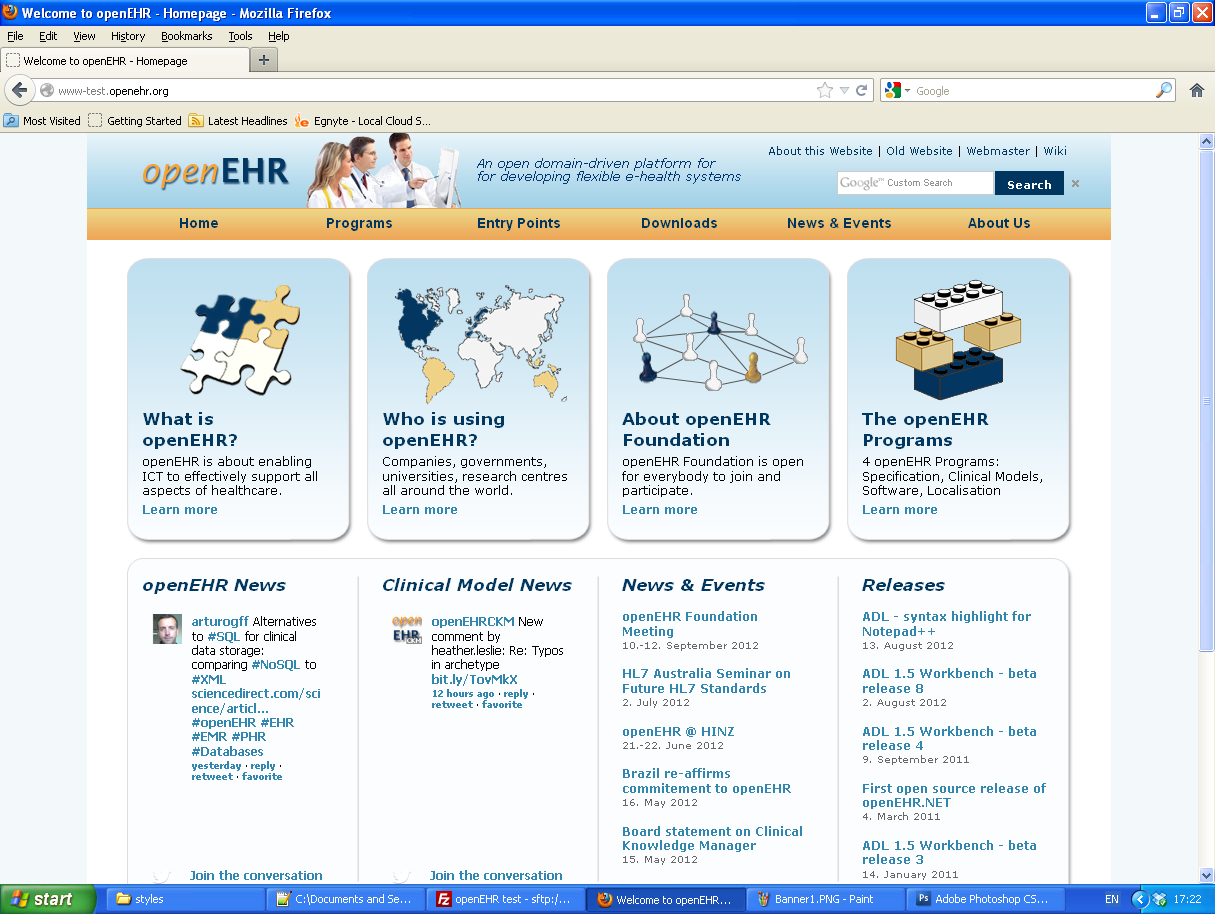 Welcome to openEHR - Homepage - Mozilla Firefox
File Edit View History Bookmarks Tools Help
Welcome to openEHR - Homepage
www-test.openehr.org
Google
Most Visited Getting Started Latest Headlines Egnyte - Local Cloud S...
openEHR
An open domain-driven platform for
for developing flexible e-health systems
About this Website | Old Website | Webmaster | Wiki
Google™ Custom Search
Search
Home Programs Entry Points Downloads News & Events About Us
What is
openEHR?
openEHR is about enabling
ICT to effectively support all
aspects of healthcare.
Learn more
Who is using
openEHR?
Companies, governments,
universities, research centres
all around the world.
Learn more
About openEHR
Foundation
openEHR Foundation is open
for everybody to join and
participate.
Learn more
The openEHR
Programs
4 openEHR Programs:
Specification, Clinical Models,
Software, Localisation
Learn more
openEHR News
arturogff Alternatives
to #SQL for clinical
data storage:
comparing #NoSQL to
#XML
sciencedirect.com/sci
ence/articl...
#openEHR #EHR
#EMR #PHR
#Databases
yesterday · reply ·
retweet · favorite
Join the conversation
Clinical Model News
openEHR
CKM
openEHRCKM New
comment by
heather.leslie: Re: Typos
in archetype
bit.ly/TovMkX
12 hours ago · reply ·
retweet · favorite
Join the conversation
News & Events
openEHR Foundation
Meeting
10.-12. September 2012
HL7 Australia Seminar on
Future HL7 Standards
2. July 2012
openEHR @ HINZ
21.-22. June 2012
Brazil re-affirms
commitement to openEHR
16. May 2012
Board statement on Clinical
Knowledge Manager
15. May 2012
Releases
ADL - syntax highlight for
Notepad++
13. August 2012
ADL 1.5 Workbench - beta
release 8
2. August 2012
ADL 1.5 Workbench - beta
release 4
9. September 2011
First open source release of
openEHR.NET
4. March 2011
ADL 1.5 Workbench - beta
release 3
14. January 2011
start styles C:\Documents and Se... openEHR test - sftp:/... Welcome to openEHR... Banner1.PNG - Paint Adobe Photoshop CS... EN 17:22